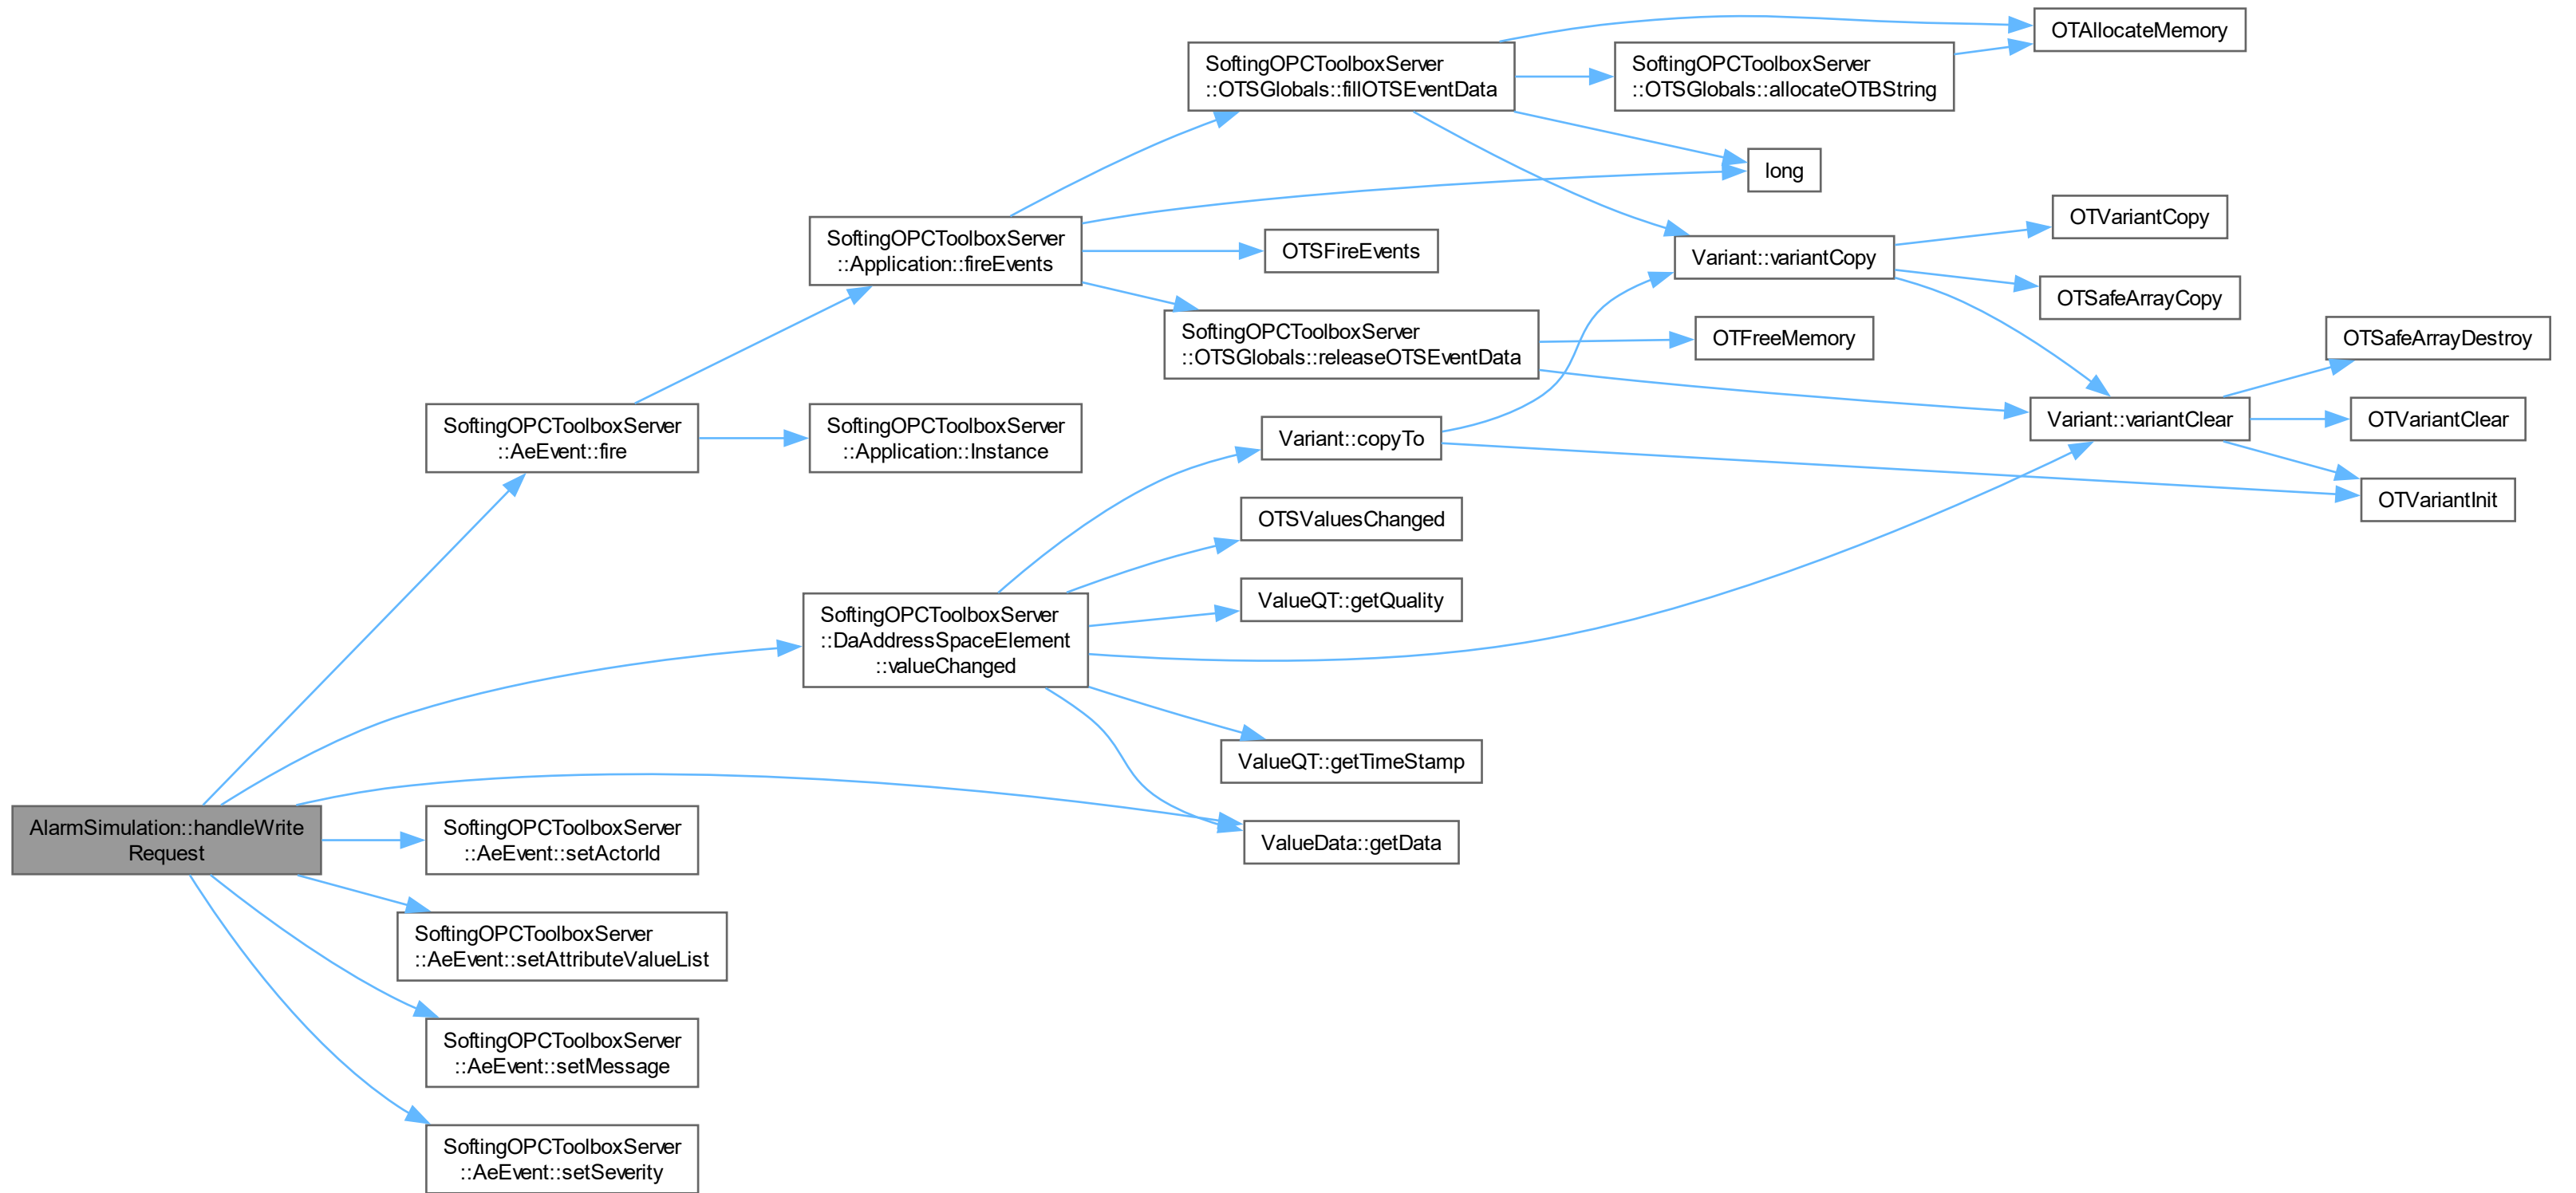 AlarmSimulation::handleWrite
Request
SoftingOPCToolboxServer
::AeEvent::fire
SoftingOPCToolboxServer
::Application::fireEvents
SoftingOPCToolboxServer
::OTSGlobals::fillOTSEventData
OTAllocateMemory
SoftingOPCToolboxServer
::OTSGlobals::allocateOTBString
long
Variant::variantCopy
OTVariantCopy
OTSafeArrayCopy
Variant::variantClear
OTSafeArrayDestroy
OTVariantClear
OTVariantInit
OTSFireEvents
SoftingOPCToolboxServer
::OTSGlobals::releaseOTSEventData
OTFreeMemory
SoftingOPCToolboxServer
::Application::Instance
SoftingOPCToolboxServer
::DaAddressSpaceElement
::valueChanged
Variant::copyTo
OTSValuesChanged
ValueQT::getQuality
ValueQT::getTimeStamp
ValueData::getData
SoftingOPCToolboxServer
::AeEvent::setActorId
SoftingOPCToolboxServer
::AeEvent::setAttributeValueList
SoftingOPCToolboxServer
::AeEvent::setMessage
SoftingOPCToolboxServer
::AeEvent::setSeverity